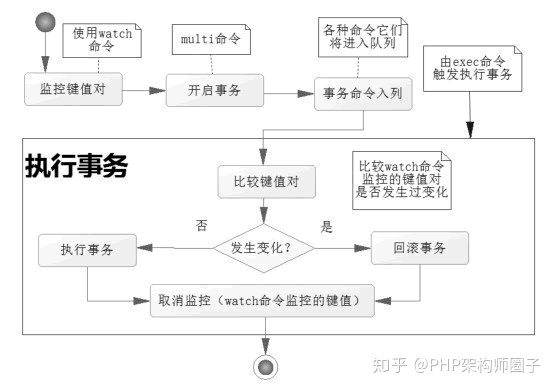 使用watch
命令
multi命令
各种命令它们
将进入队列
监控键值对
开启事务
事务命令入列
由exec命令
触发执行事务
执行事务
比较键值对
比较watch命令
监控的键值对
是否发生过变化
否
发生变化?
是
执行事务
回滚事务
取消监控（watch命令监控的键值）
知乎 @PHP架构师圈子